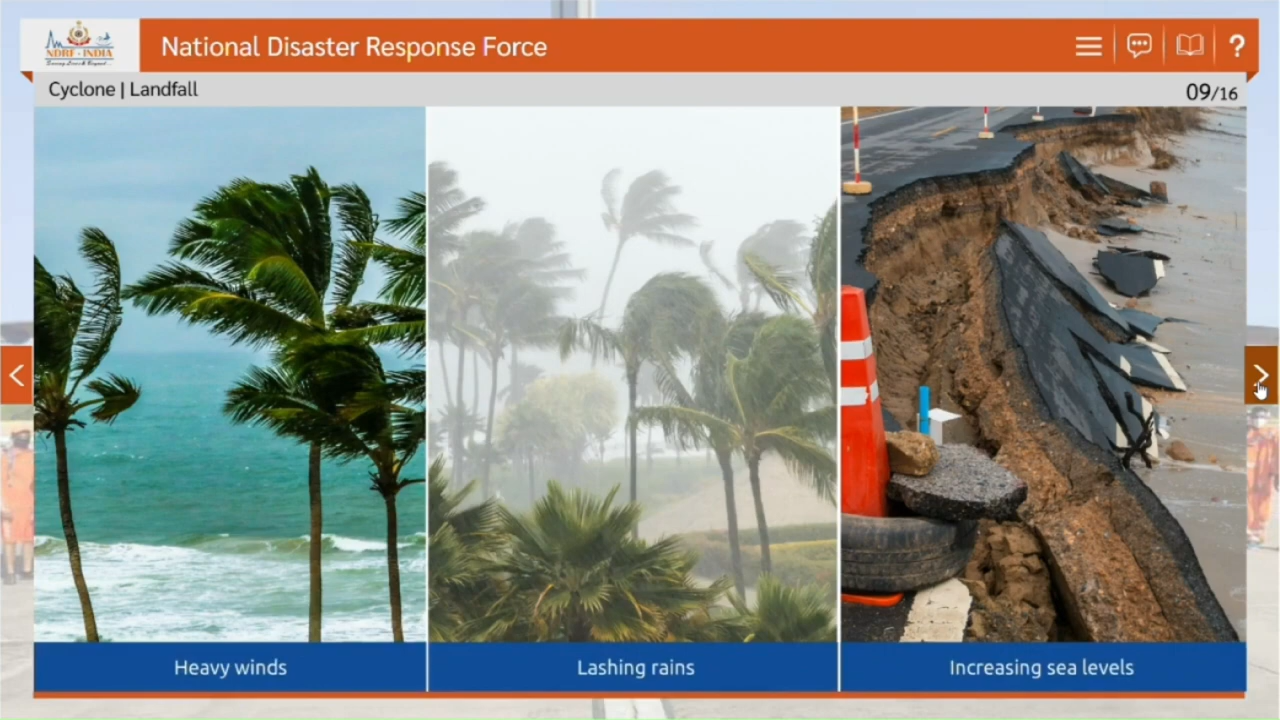 NDRF - INDIA
National Disaster Response Force
?
Cyclone | Landfall
09/16
Heavy winds
Lashing rains
Increasing sea levels